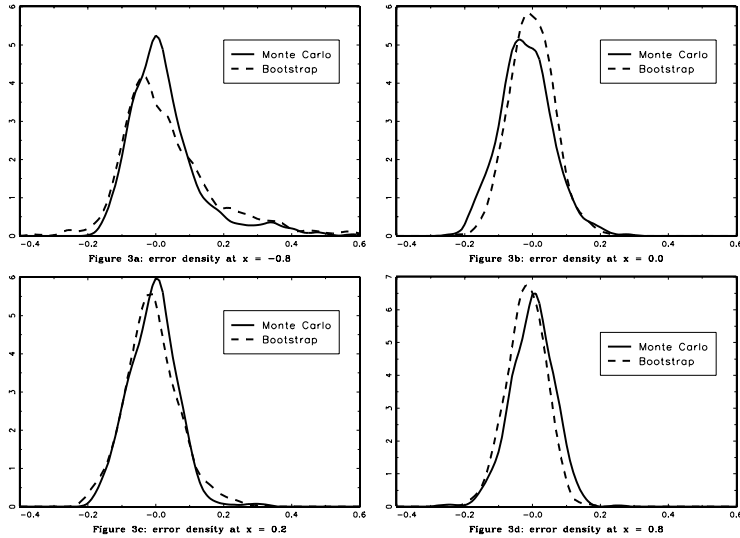 6
5
4
3
2
1
0
Monte Carlo
Bootstrap
-0.4 -0.2 -0.0 0.2 0.4 0.6
Figure 3a: error density at x = -0.8
6
5
4
3
2
1
0
Monte Carlo
Bootstrap
-0.4 -0.2 -0.0 0.2 0.4 0.6
Figure 3b: error density at x = 0.0
6
5
4
3
2
1
0
Monte Carlo
Bootstrap
-0.4 -0.2 -0.0 0.2 0.4 0.6
Figure 3c: error density at x = 0.2
7
6
5
4
3
2
1
0
Monte Carlo
Bootstrap
-0.4 -0.2 -0.0 0.2 0.4 0.6
Figure 3d: error density at x = 0.8